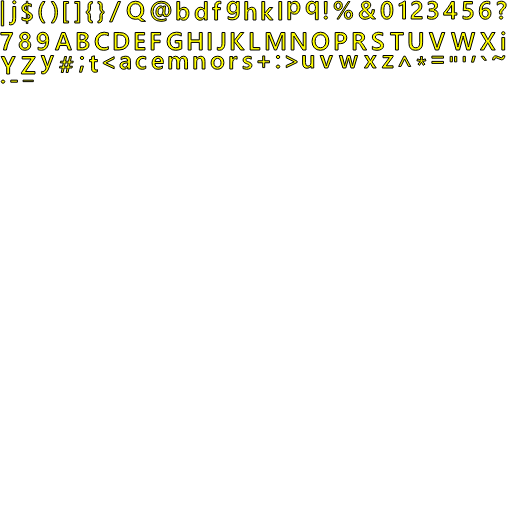 |j$()[]{}/Q@bdfghklpq!%&0123456?
789ABCDEFGHIJKLMNOPRSTUVWXi
YZy#;t<acemnors+:>uvwxz^*="'´`~
.-_